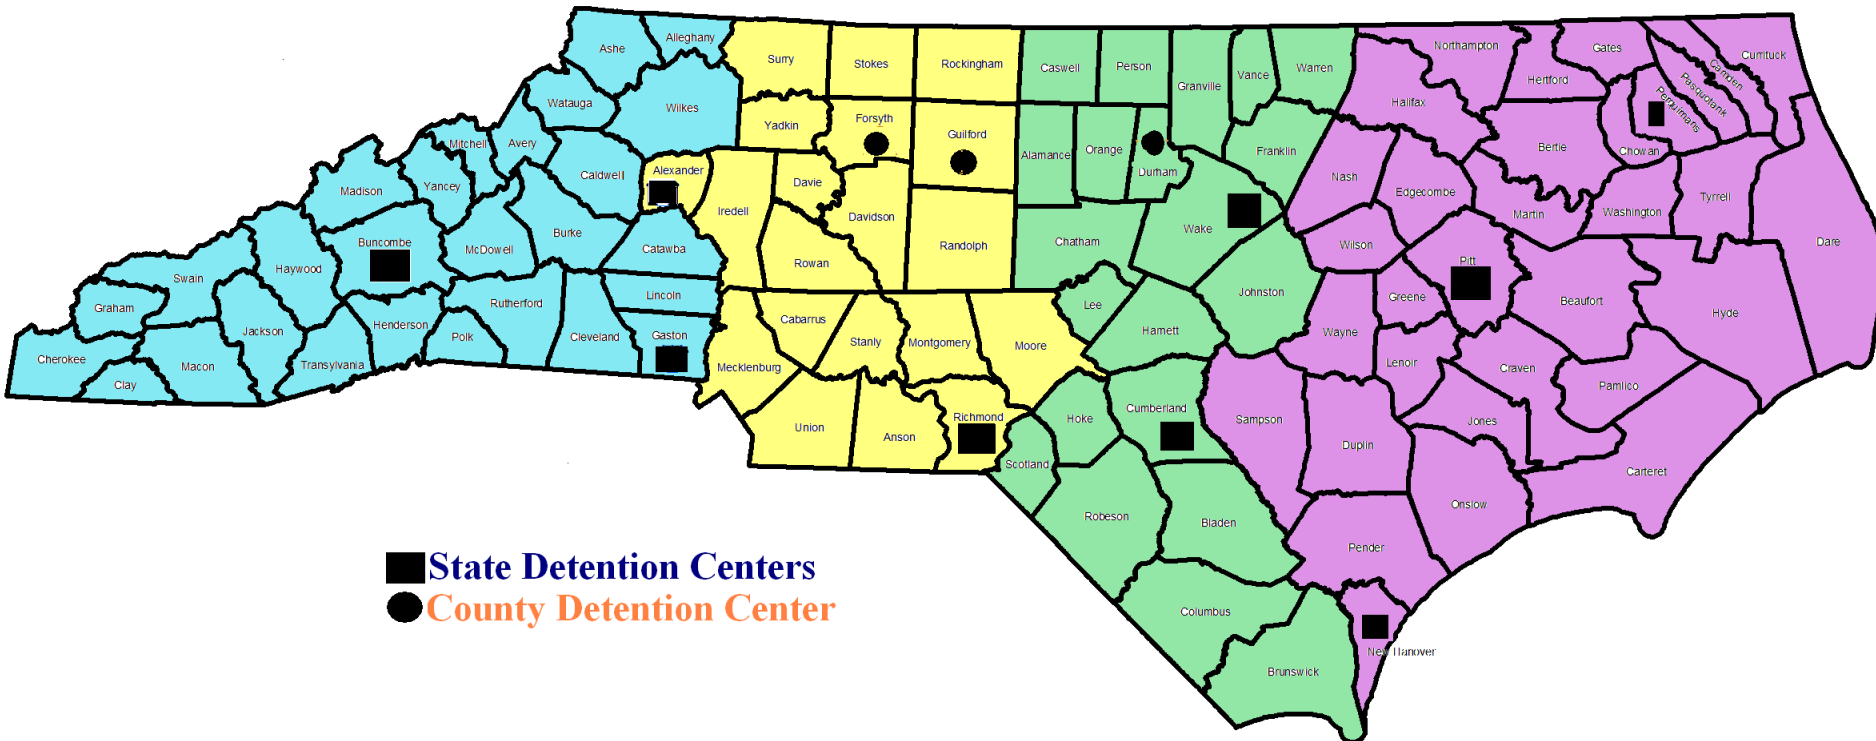 Ashe
Alleghany
Surry
Stokes
Rockingham
Caswell
Person
Granville
Vance
Warren
Northampton
Gates
Currituck
Camden
Pasquotank
Perquimans
Hertford
Halifax
Watauga
Wilkes
Yadkin
Forsyth
Guilford
Alamance
Orange
Durham
Franklin
Bertie
Chowan
Mitchell
Avery
Caldwell
Alexander
Iredell
Davie
Davidson
Nash
Edgecombe
Martin
Washington
Tyrrell
Dare
Madison
Yancey
Burke
Catawba
Rowan
Randolph
Chatham
Wake
Wilson
Pitt
Buncombe
McDowell
Swain
Haywood
Graham
Jackson
Henderson
Rutherford
Polk
Cleveland
Lincoln
Gaston
Cabarrus
Stanly
Montgomery
Moore
Lee
Harnett
Johnston
Wayne
Greene
Lenoir
Beaufort
Hyde
Craven
Pamlico
Cherokee
Clay
Macon
Transylvania
Mecklenburg
Union
Anson
Richmond
Scotland
Hoke
Cumberland
Sampson
Duplin
Jones
Onslow
Carteret
Robeson
Bladen
Pender
Columbus
Brunswick
New Hanover
State Detention Centers
County Detention Center